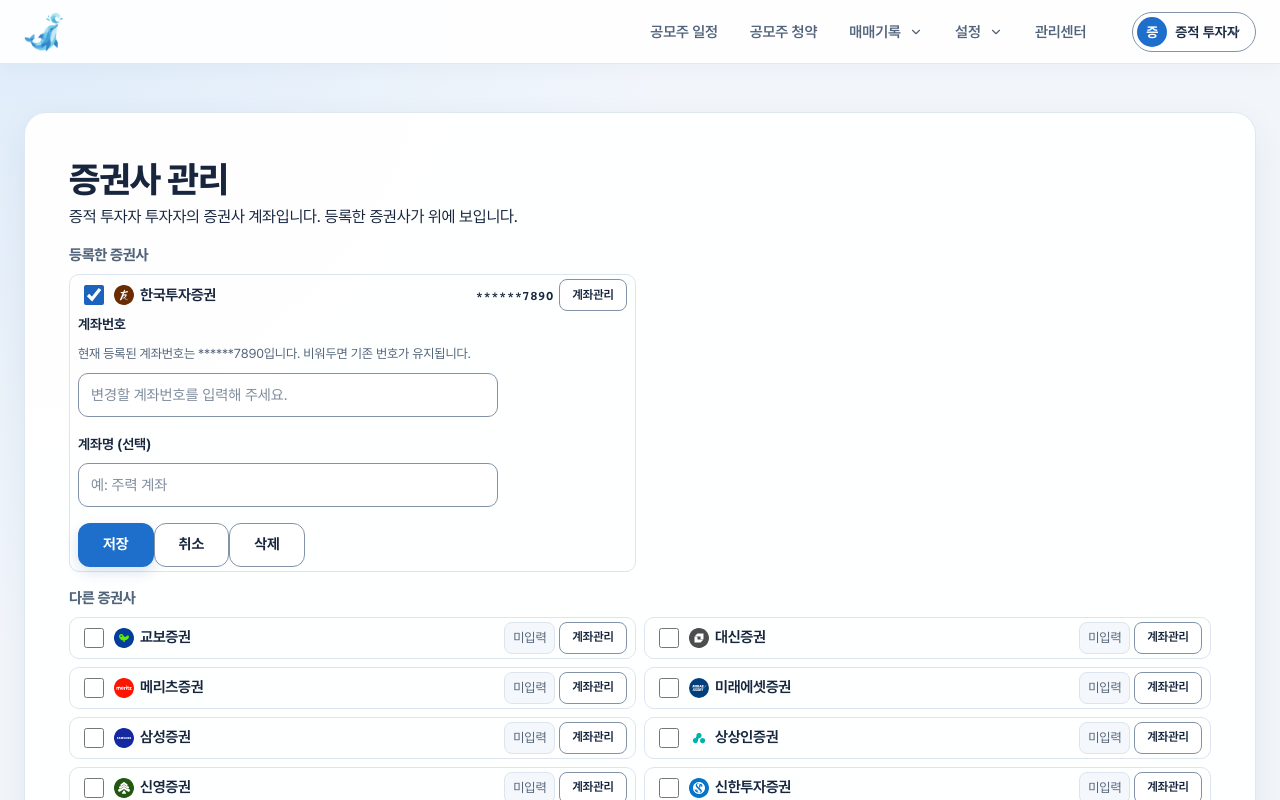 공모주 일정 공모주 청약 매매기록 설정 관리센터 증 증적 투자자
증권사 관리
증적 투자자 투자자의 증권사 계좌입니다. 등록한 증권사가 위에 보입니다.
등록한 증권사
한국투자증권 ******7890 계좌관리
계좌번호
현재 등록된 계좌번호는 ******7890입니다. 비워두면 기존 번호가 유지됩니다.
변경할 계좌번호를 입력해 주세요.
계좌명 (선택)
예: 주력 계좌
저장 취소 삭제
다른 증권사
교보증권 미입력 계좌관리 대신증권 미입력 계좌관리
메리츠증권 미입력 계좌관리 미래에셋증권 미입력 계좌관리
삼성증권 미입력 계좌관리 상상인증권 미입력 계좌관리
신영증권 미입력 계좌관리 신한투자증권 미입력 계좌관리